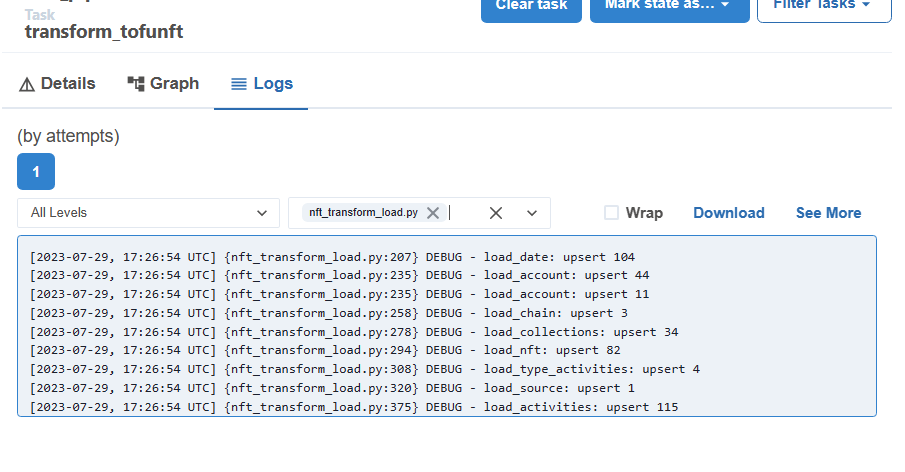 Task
transform_tofunft
Clear task
Mark state as…
Filter Tasks
Details
Graph
Logs
(by attempts)
1
All Levels
nft_transform_load.py
Wrap
Download
See More
[2023-07-29, 17:26:54 UTC] {nft_transform_load.py:207} DEBUG - load_date: upsert 104
[2023-07-29, 17:26:54 UTC] {nft_transform_load.py:235} DEBUG - load_account: upsert 44
[2023-07-29, 17:26:54 UTC] {nft_transform_load.py:235} DEBUG - load_account: upsert 11
[2023-07-29, 17:26:54 UTC] {nft_transform_load.py:258} DEBUG - load_chain: upsert 3
[2023-07-29, 17:26:54 UTC] {nft_transform_load.py:278} DEBUG - load_collections: upsert 34
[2023-07-29, 17:26:54 UTC] {nft_transform_load.py:294} DEBUG - load_nft: upsert 82
[2023-07-29, 17:26:54 UTC] {nft_transform_load.py:308} DEBUG - load_type_activities: upsert 4
[2023-07-29, 17:26:54 UTC] {nft_transform_load.py:320} DEBUG - load_source: upsert 1
[2023-07-29, 17:26:54 UTC] {nft_transform_load.py:375} DEBUG - load_activities: upsert 115